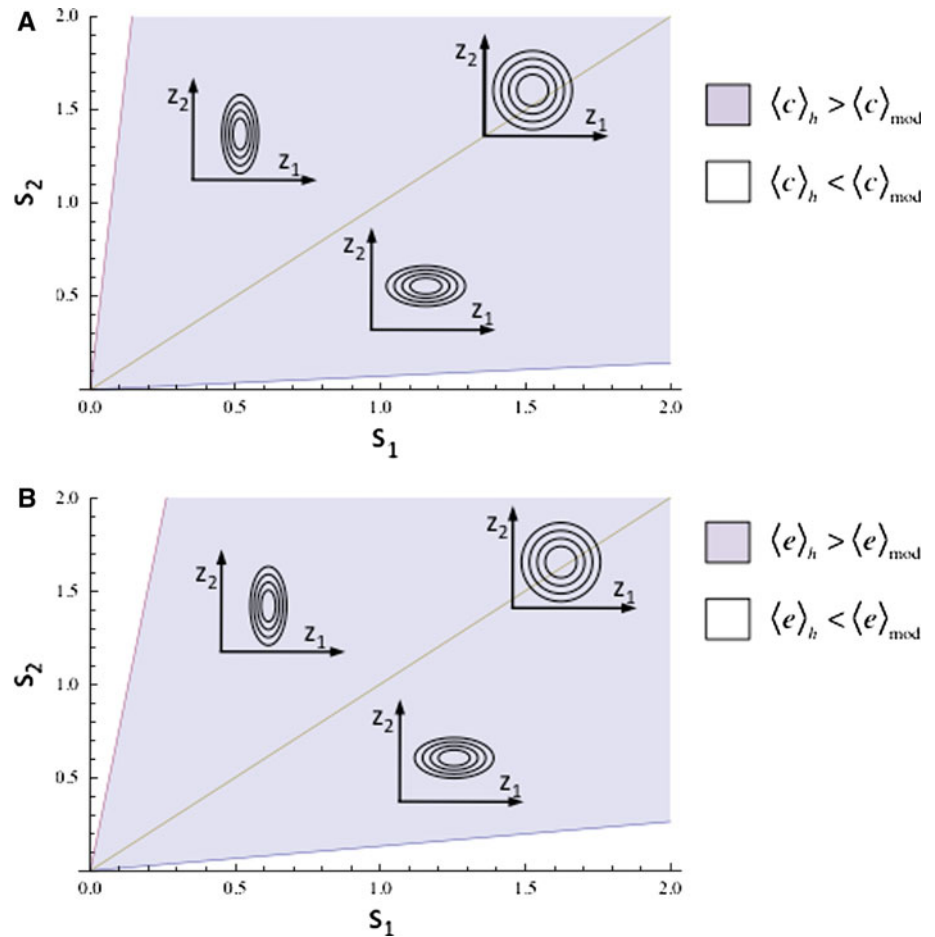 A
2.0
1.5
1.0
0.5
S₂
0.0 0.5 1.0 1.5 2.0
S₁
Z₂
Z₁
Z₂
Z₁
Z₂
Z₁
⟨c⟩ₕ > ⟨c⟩mod
⟨c⟩ₕ < ⟨c⟩mod
B
2.0
1.5
1.0
0.5
S₂
0.0 0.5 1.0 1.5 2.0
S₁
Z₂
Z₁
Z₂
Z₁
Z₂
Z₁
⟨e⟩ₕ > ⟨e⟩mod
⟨e⟩ₕ < ⟨e⟩mod